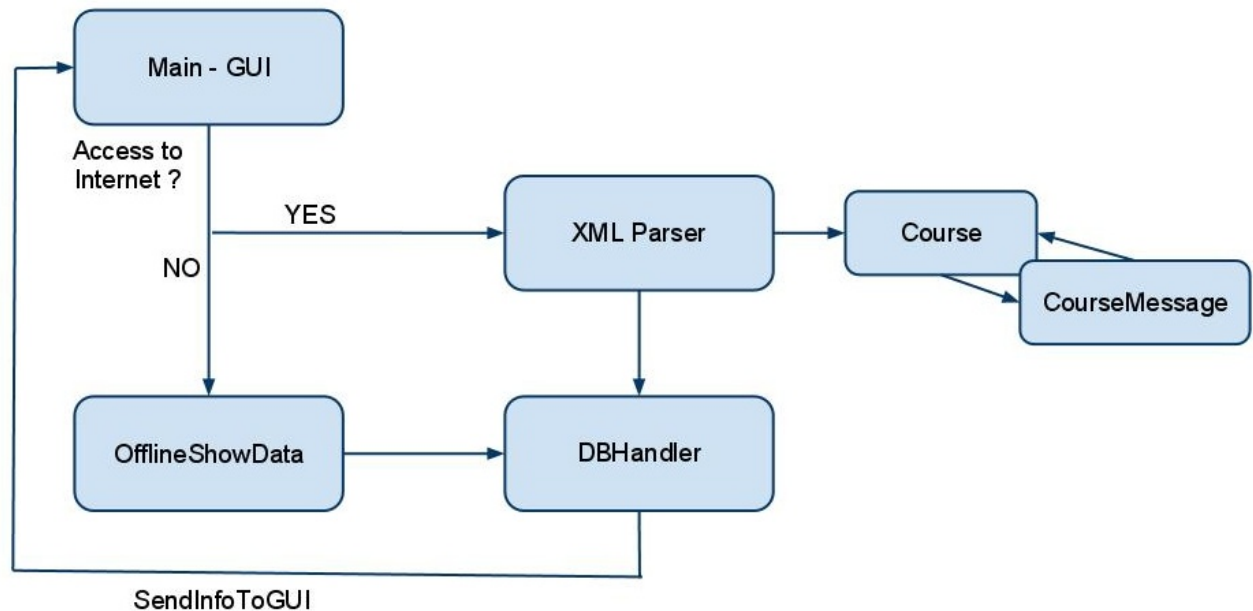 Main - GUI
Access to
Internet ?
YES
XML Parser
Course
NO
CourseMessage
OfflineShowData
DBHandler
SendInfoToGUI